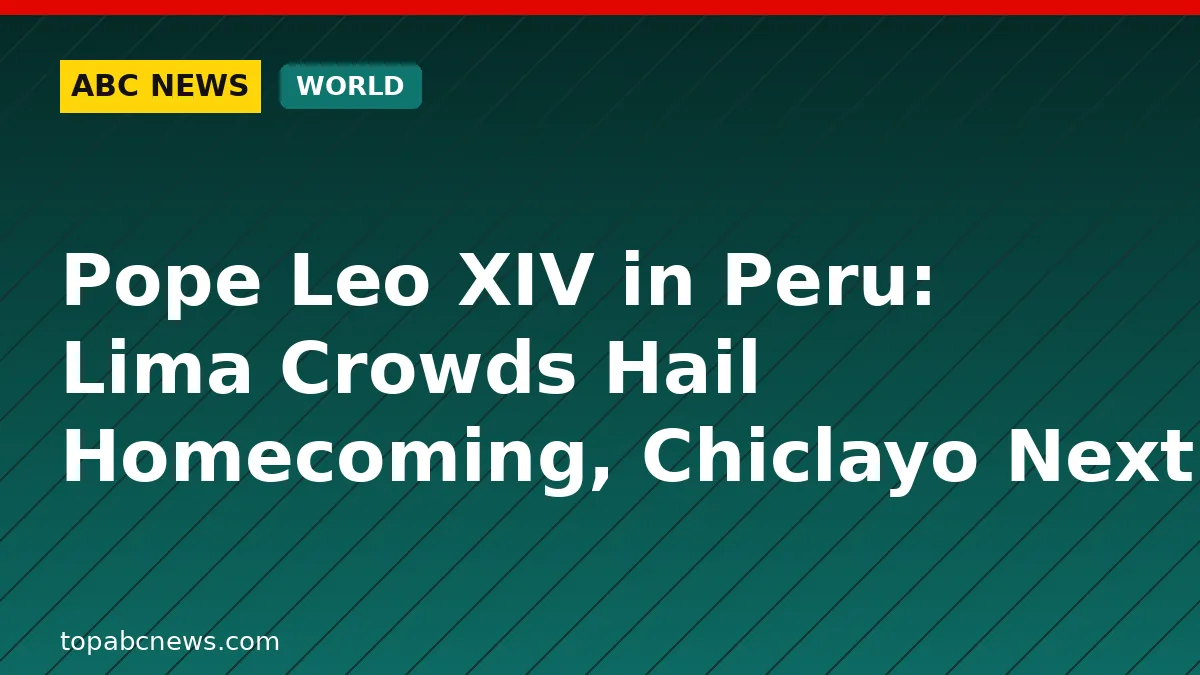 ABC NEWS
WORLD
Pope Leo XIV in Peru:
Lima Crowds Hail
Homecoming, Chiclayo Next
topabcnews.com